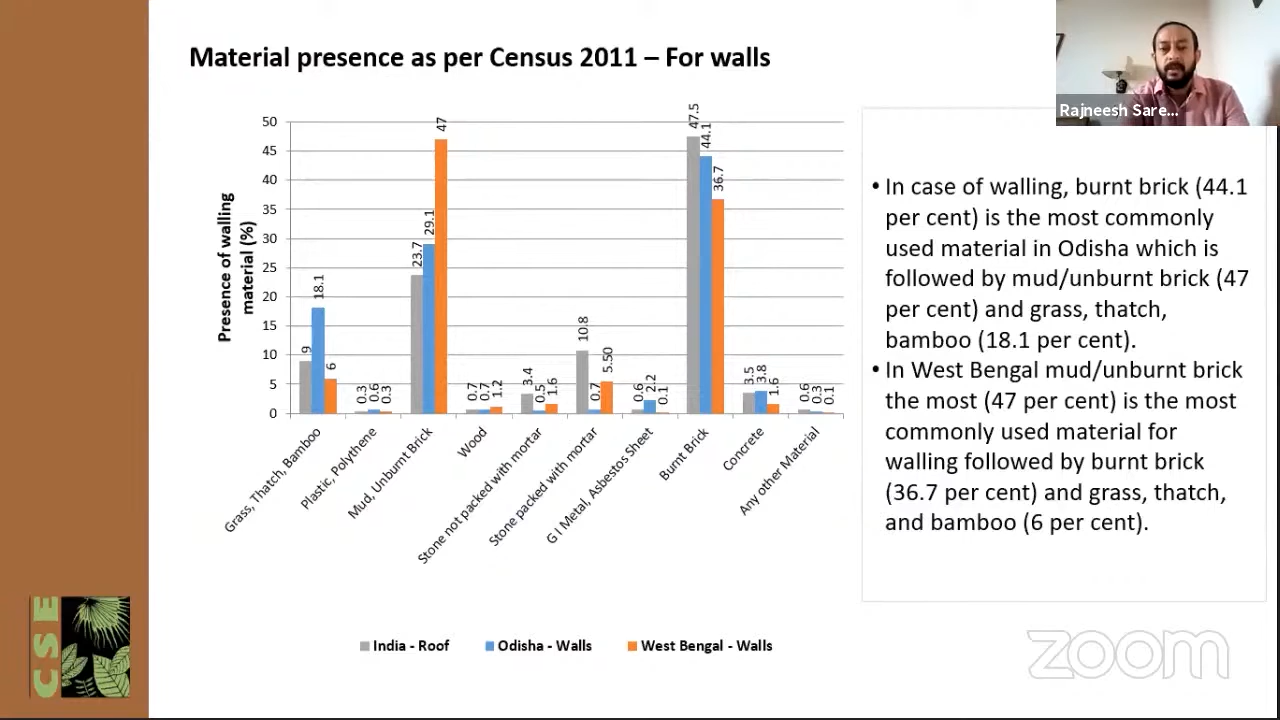 Material presence as per Census 2011 – For walls
Rajneesh Sare...
Presence of walling
material (%)
50
45
40
35
30
25
20
15
10
5
0
9
18.1
6
0.3
0.6
0.3
23.7
29.1
47
0.7
0.7
1.2
3.4
0.5
1.6
10.8
0.7
5.50
0.6
2.2
0.1
47.5
44.1
36.7
3.5
3.8
1.6
0.6
0.3
0.1
Grass, Thatch, Bamboo
Plastic, Polythene
Mud, Unburnt Brick
Wood
Stone not packed with mortar
Stone packed with mortar
G I Metal, Asbestos Sheet
Burnt Brick
Concrete
Any other Material
India - Roof
Odisha - Walls
West Bengal - Walls
• In case of walling, burnt brick (44.1
per cent) is the most commonly
used material in Odisha which is
followed by mud/unburnt brick (47
per cent) and grass, thatch,
bamboo (18.1 per cent).
• In West Bengal mud/unburnt brick
the most (47 per cent) is the most
commonly used material for
walling followed by burnt brick
(36.7 per cent) and grass, thatch,
and bamboo (6 per cent).
CSE
zoom